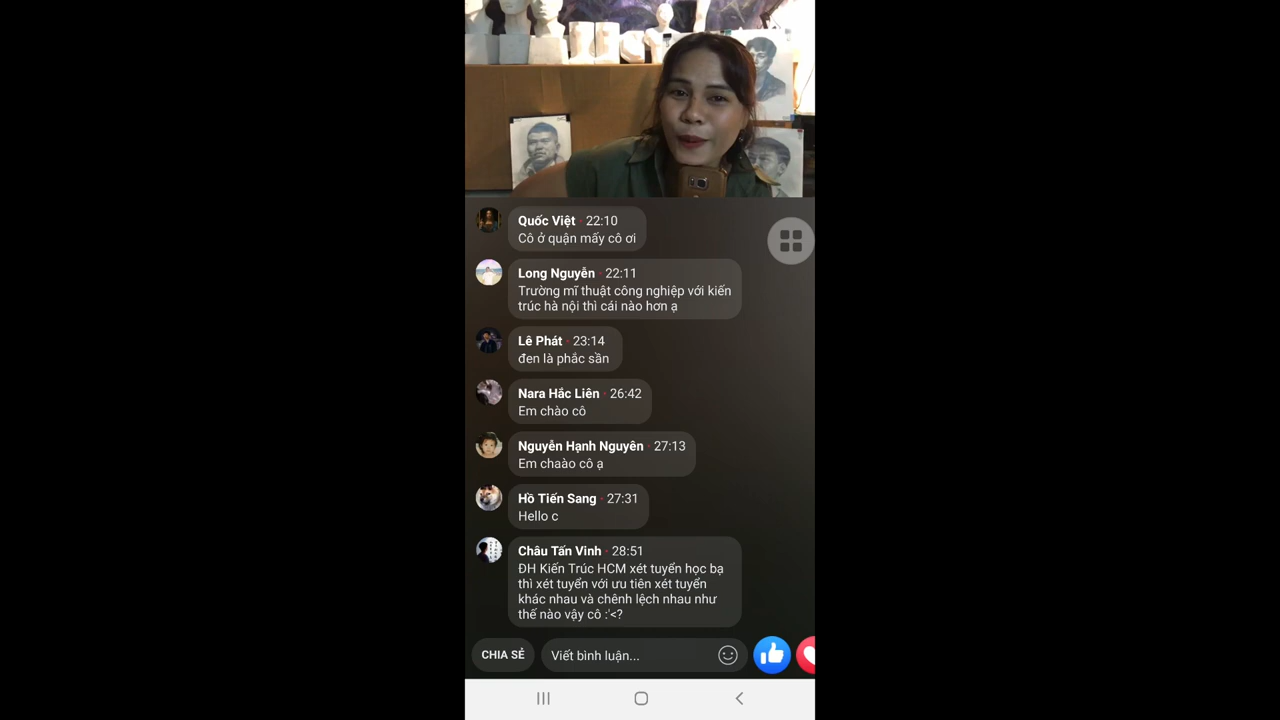 Quốc Việt · 22:10
Cô ở quận mấy cô ơi
Long Nguyễn · 22:11
Trường mĩ thuật công nghiệp với kiến
trúc hà nội thì cái nào hơn ạ
Lê Phát · 23:14
đen là phắc sần
Nara Hắc Liên · 26:42
Em chào cô
Nguyễn Hạnh Nguyên · 27:13
Em chaào cô ạ
Hồ Tiến Sang · 27:31
Hello c
Châu Tấn Vinh · 28:51
ĐH Kiến Trúc HCM xét tuyển học bạ
thì xét tuyển với ưu tiên xét tuyển
khác nhau và chênh lệch nhau như
thế nào vậy cô :'<?
CHIA SẺ
Viết bình luận...